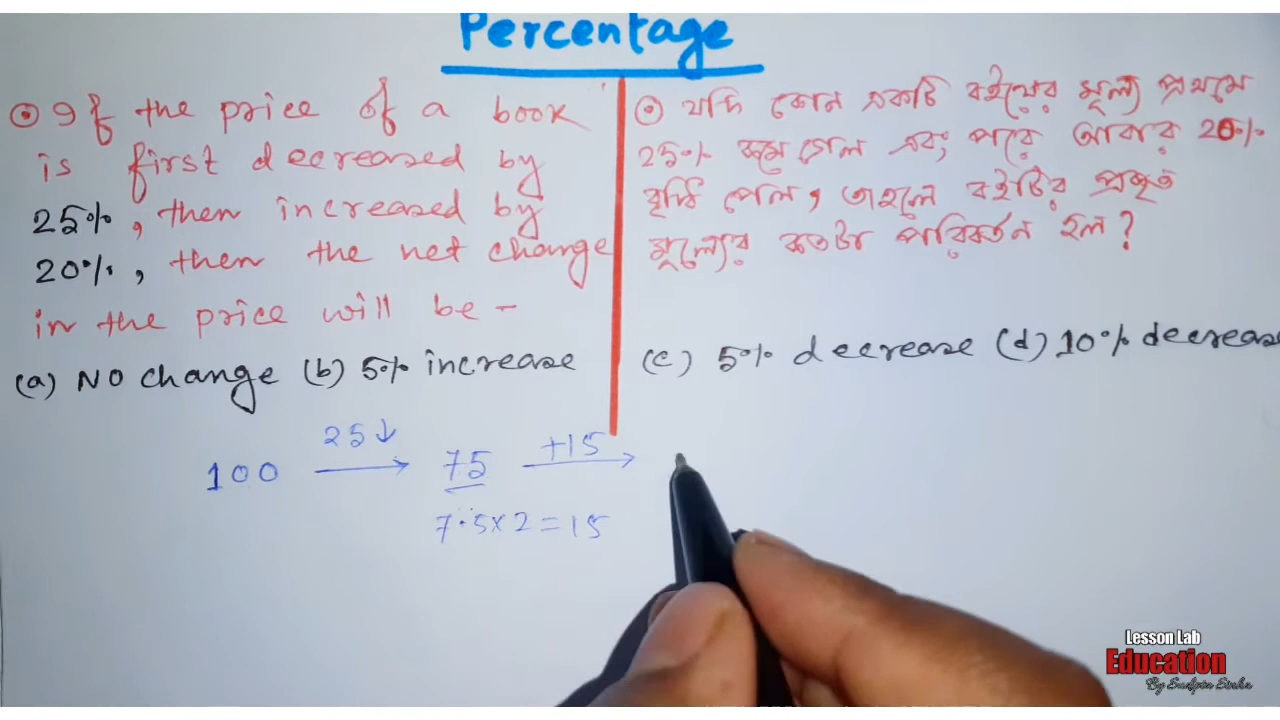 Percentage
⊙ If the price of a book
is first decreased by
25%, then increased by
20%, then the net change
in the price will be -
⊙ যদি কোন একটি বইয়ের মূল্য প্রথমে
25% কমে গেল এবং পরে আবার 20%
বৃদ্ধি পেল, তাহলে বইটির প্রকৃত
মূল্যের কতটা পরিবর্তন হল?
(a) No change (b) 5% increase (c) 5% decrease (d) 10% decrease
25↓ +15
100 → 75 →
7.5×2=15
Lesson Lab
Education